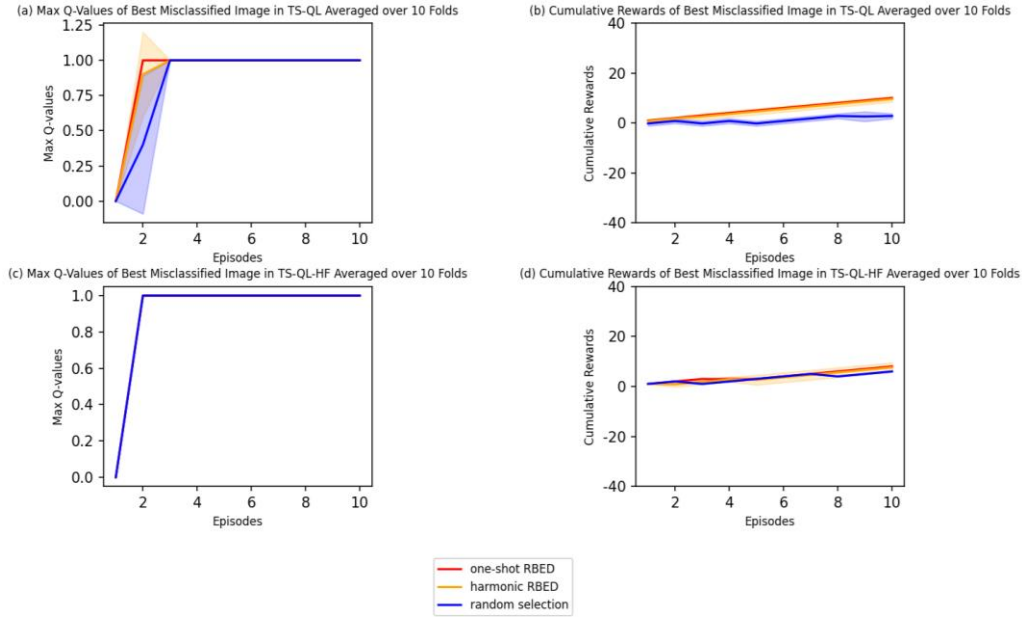 (a) Max Q-Values of Best Misclassified Image in TS-QL Averaged over 10 Folds
1.25
1.00
0.75
0.50
0.25
0.00
Max Q-values
2 4 6 8 10
Episodes
(b) Cumulative Rewards of Best Misclassified Image in TS-QL Averaged over 10 Folds
40
20
0
-20
-40
Cumulative Rewards
2 4 6 8 10
Episodes
(c) Max Q-Values of Best Misclassified Image in TS-QL-HF Averaged over 10 Folds
1.0
0.8
0.6
0.4
0.2
0.0
Max Q-values
2 4 6 8 10
Episodes
(d) Cumulative Rewards of Best Misclassified Image in TS-QL-HF Averaged over 10 Folds
40
20
0
-20
-40
Cumulative Rewards
2 4 6 8 10
Episodes
one-shot RBED
harmonic RBED
random selection